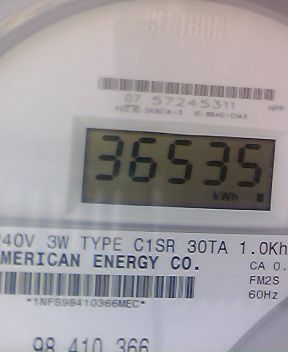 CENTRON
07 57245311
36535
kWh
240V 3W TYPE C1SR 30TA 1.0Kh
AMERICAN ENERGY CO.
CA 0.
FM2S
60Hz
*1NFS98410366MEC*
98 410 366